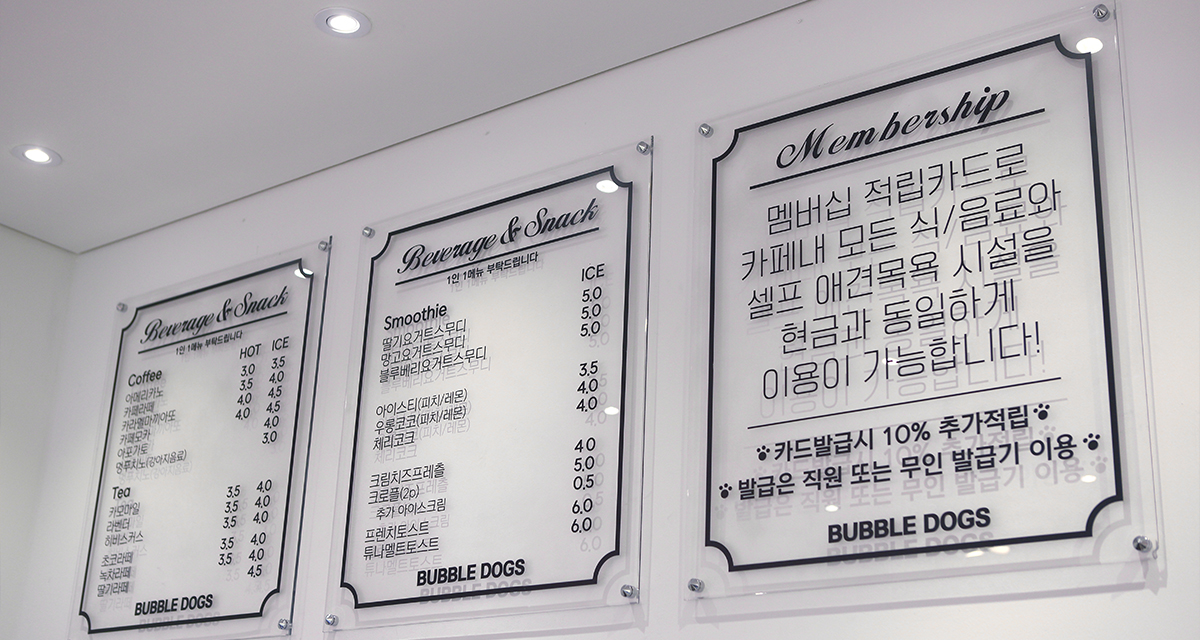 Beverage & Snack
1인 1메뉴 부탁드립니다
HOT ICE
Coffee
아메리카노 3.0 3.5
카페라떼 3.5 4.0
카라멜마끼아또 4.0 4.5
카페모카 4.0 4.5
아포가토 4.0
멍푸치노(강아지음료) 3.0
Tea
카모마일 3.5 4.0
라벤더 3.5 4.0
히비스커스 3.5 4.0
초코라떼 3.5 4.0
녹차라떼 3.5 4.0
딸기라떼 4.5
BUBBLE DOGS
Beverage & Snack
1인 1메뉴 부탁드립니다
ICE
Smoothie
딸기요거트스무디 5.0
망고요거트스무디 5.0
블루베리요거트스무디 5.0
아이스티(피치/레몬) 3.5
우롱코코(피치/레몬) 4.0
체리코크 4.0
크림치즈프레즐 4.0
크로플(2p) 5.0
추가 아이스크림 0.5
프렌치토스트 6.0
튜나멜트토스트 6.0
BUBBLE DOGS
Membership
멤버십 적립카드로
카페내 모든 식/음료와
셀프 애견목욕 시설을
현금과 동일하게
이용이 가능합니다!
카드발급시 10% 추가적립
발급은 직원 또는 무인 발급기 이용
BUBBLE DOGS